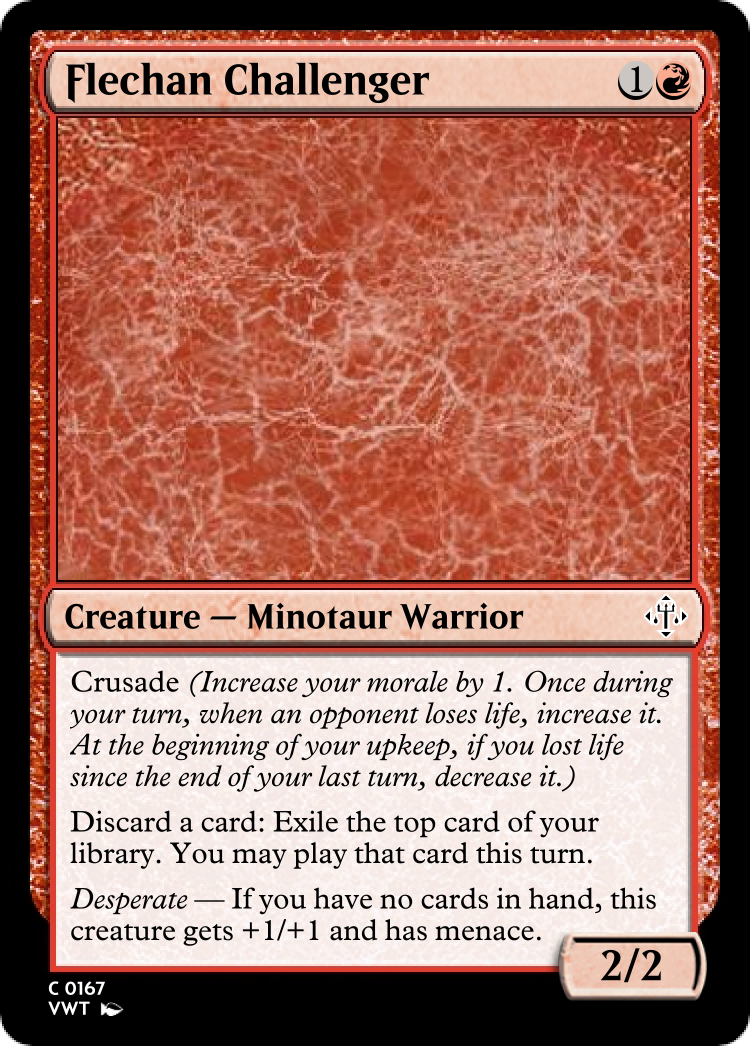 Flechan Challenger 1
Creature — Minotaur Warrior
Crusade (Increase your morale by 1. Once during
your turn, when an opponent loses life, increase it.
At the beginning of your upkeep, if you lost life
since the end of your last turn, decrease it.)
Discard a card: Exile the top card of your
library. You may play that card this turn.
Desperate — If you have no cards in hand, this
creature gets +1/+1 and has menace.
2/2
C 0167
VWT